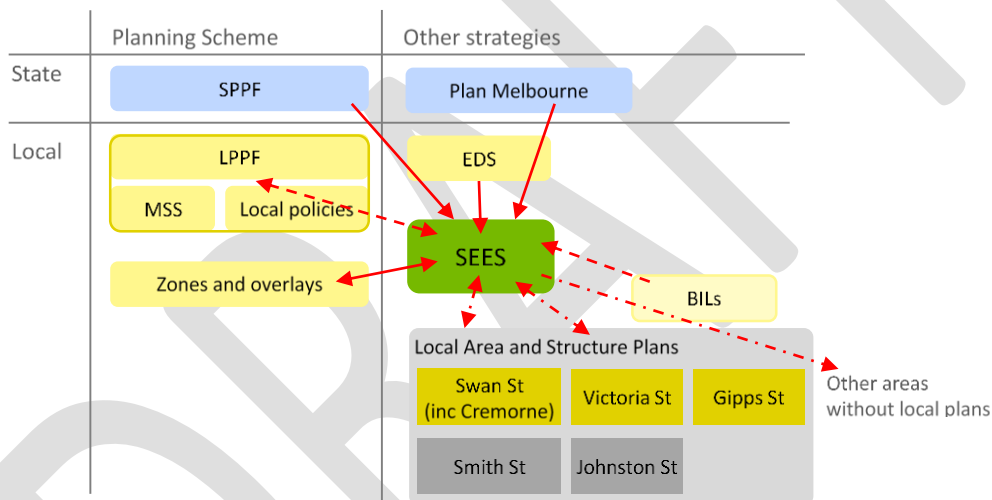 Planning Scheme
Other strategies
State
SPPF
Plan Melbourne
Local
LPPF
EDS
MSS
Local policies
SEES
Zones and overlays
BILs
Local Area and Structure Plans
Swan St
(inc Cremorne)
Victoria St
Gipps St
Other areas
without local plans
Smith St
Johnston St
DRAFT